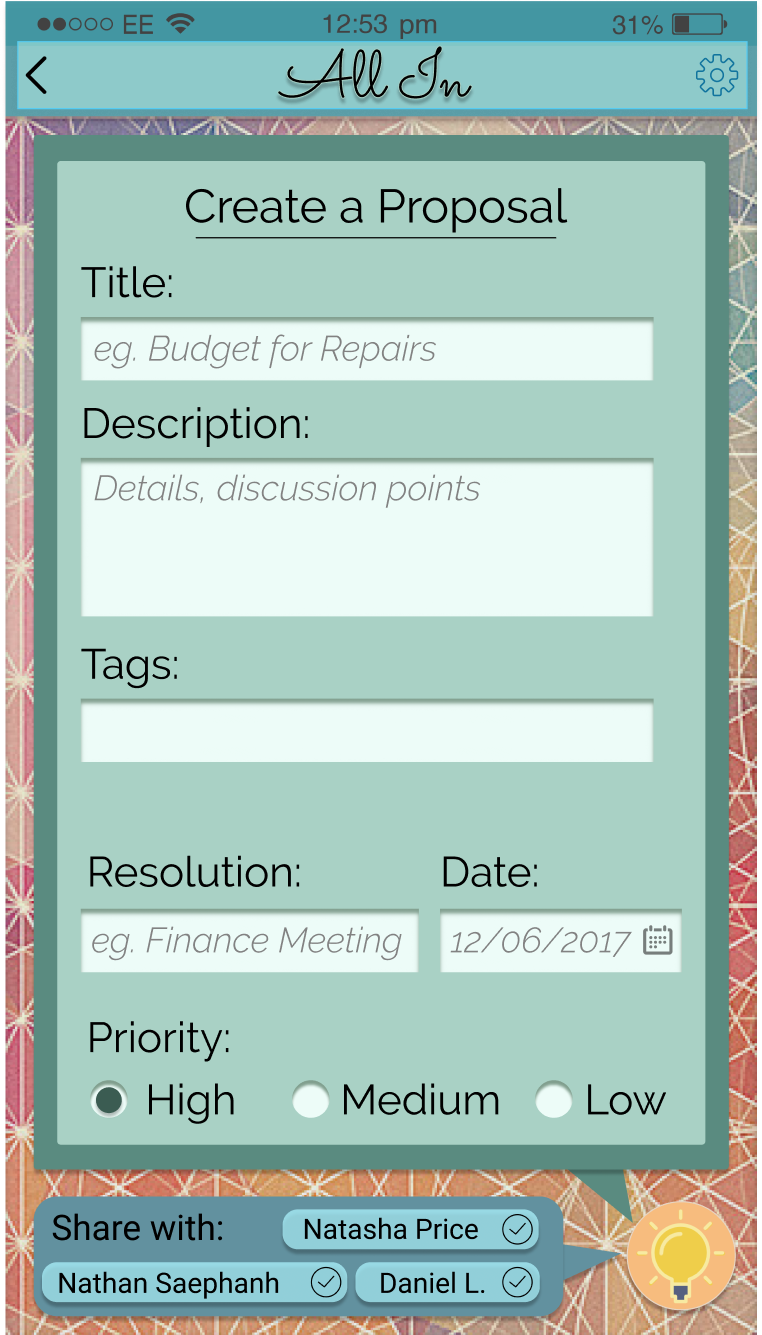 EE 12:53 pm 31%
All In
Create a Proposal
Title:
eg. Budget for Repairs
Description:
Details, discussion points
Tags:
Resolution: Date:
eg. Finance Meeting 12/06/2017
Priority:
High Medium Low
Share with: Natasha Price
Nathan Saephanh Daniel L.